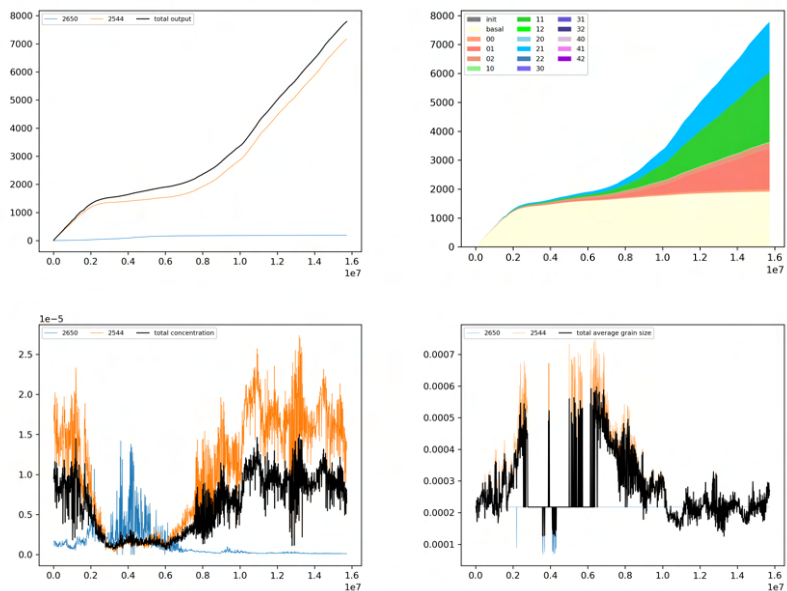 2650 2544 total output
8000
7000
6000
5000
4000
3000
2000
1000
0
0.0 0.2 0.4 0.6 0.8 1.0 1.2 1.4 1.6
1e7
init 11 31
basal 12 32
00 20 40
01 21 41
02 22 42
10 30
8000
7000
6000
5000
4000
3000
2000
1000
0
0.0 0.2 0.4 0.6 0.8 1.0 1.2 1.4 1.6
1e7
1e−5
2650 2544 total concentration
2.5
2.0
1.5
1.0
0.5
0.0
0.0 0.2 0.4 0.6 0.8 1.0 1.2 1.4 1.6
1e7
2650 2544 total average grain size
0.0007
0.0006
0.0005
0.0004
0.0003
0.0002
0.0001
0.0 0.2 0.4 0.6 0.8 1.0 1.2 1.4 1.6
1e7